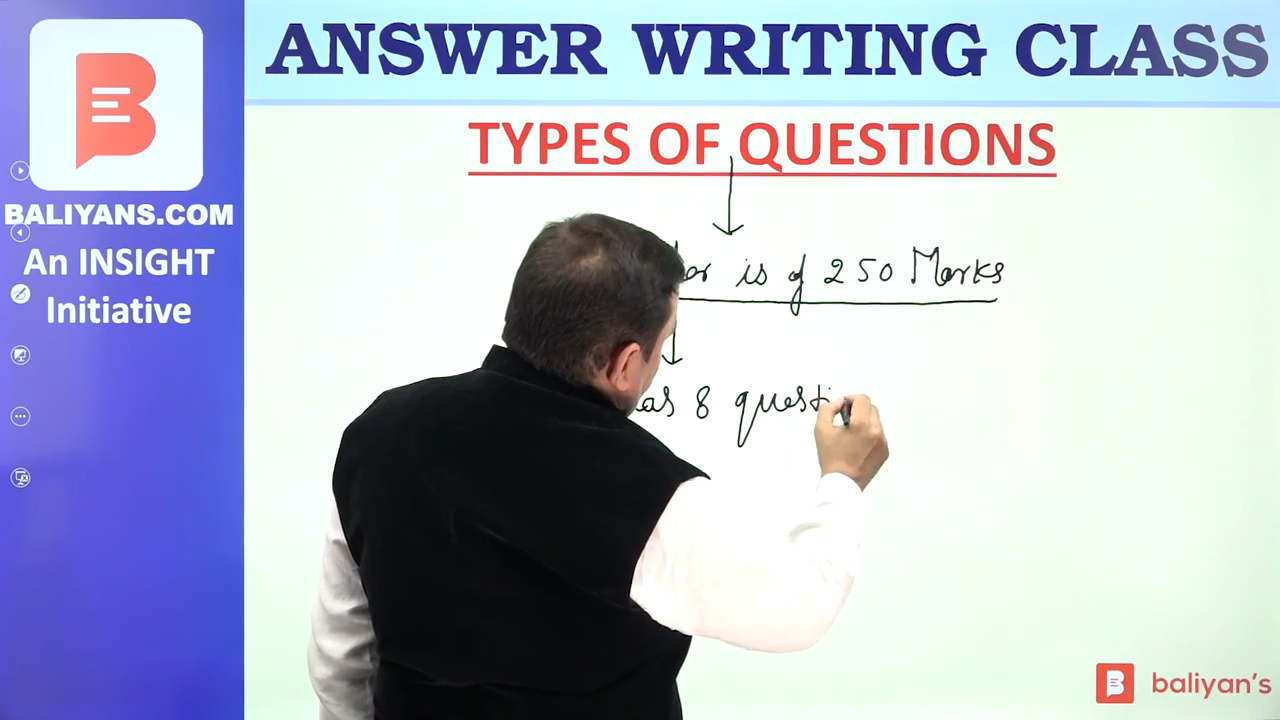 ANSWER WRITING CLASS
TYPES OF QUESTIONS
BALIYANS.COM
An INSIGHT
Initiative
is of 250 Marks
8
baliyan's